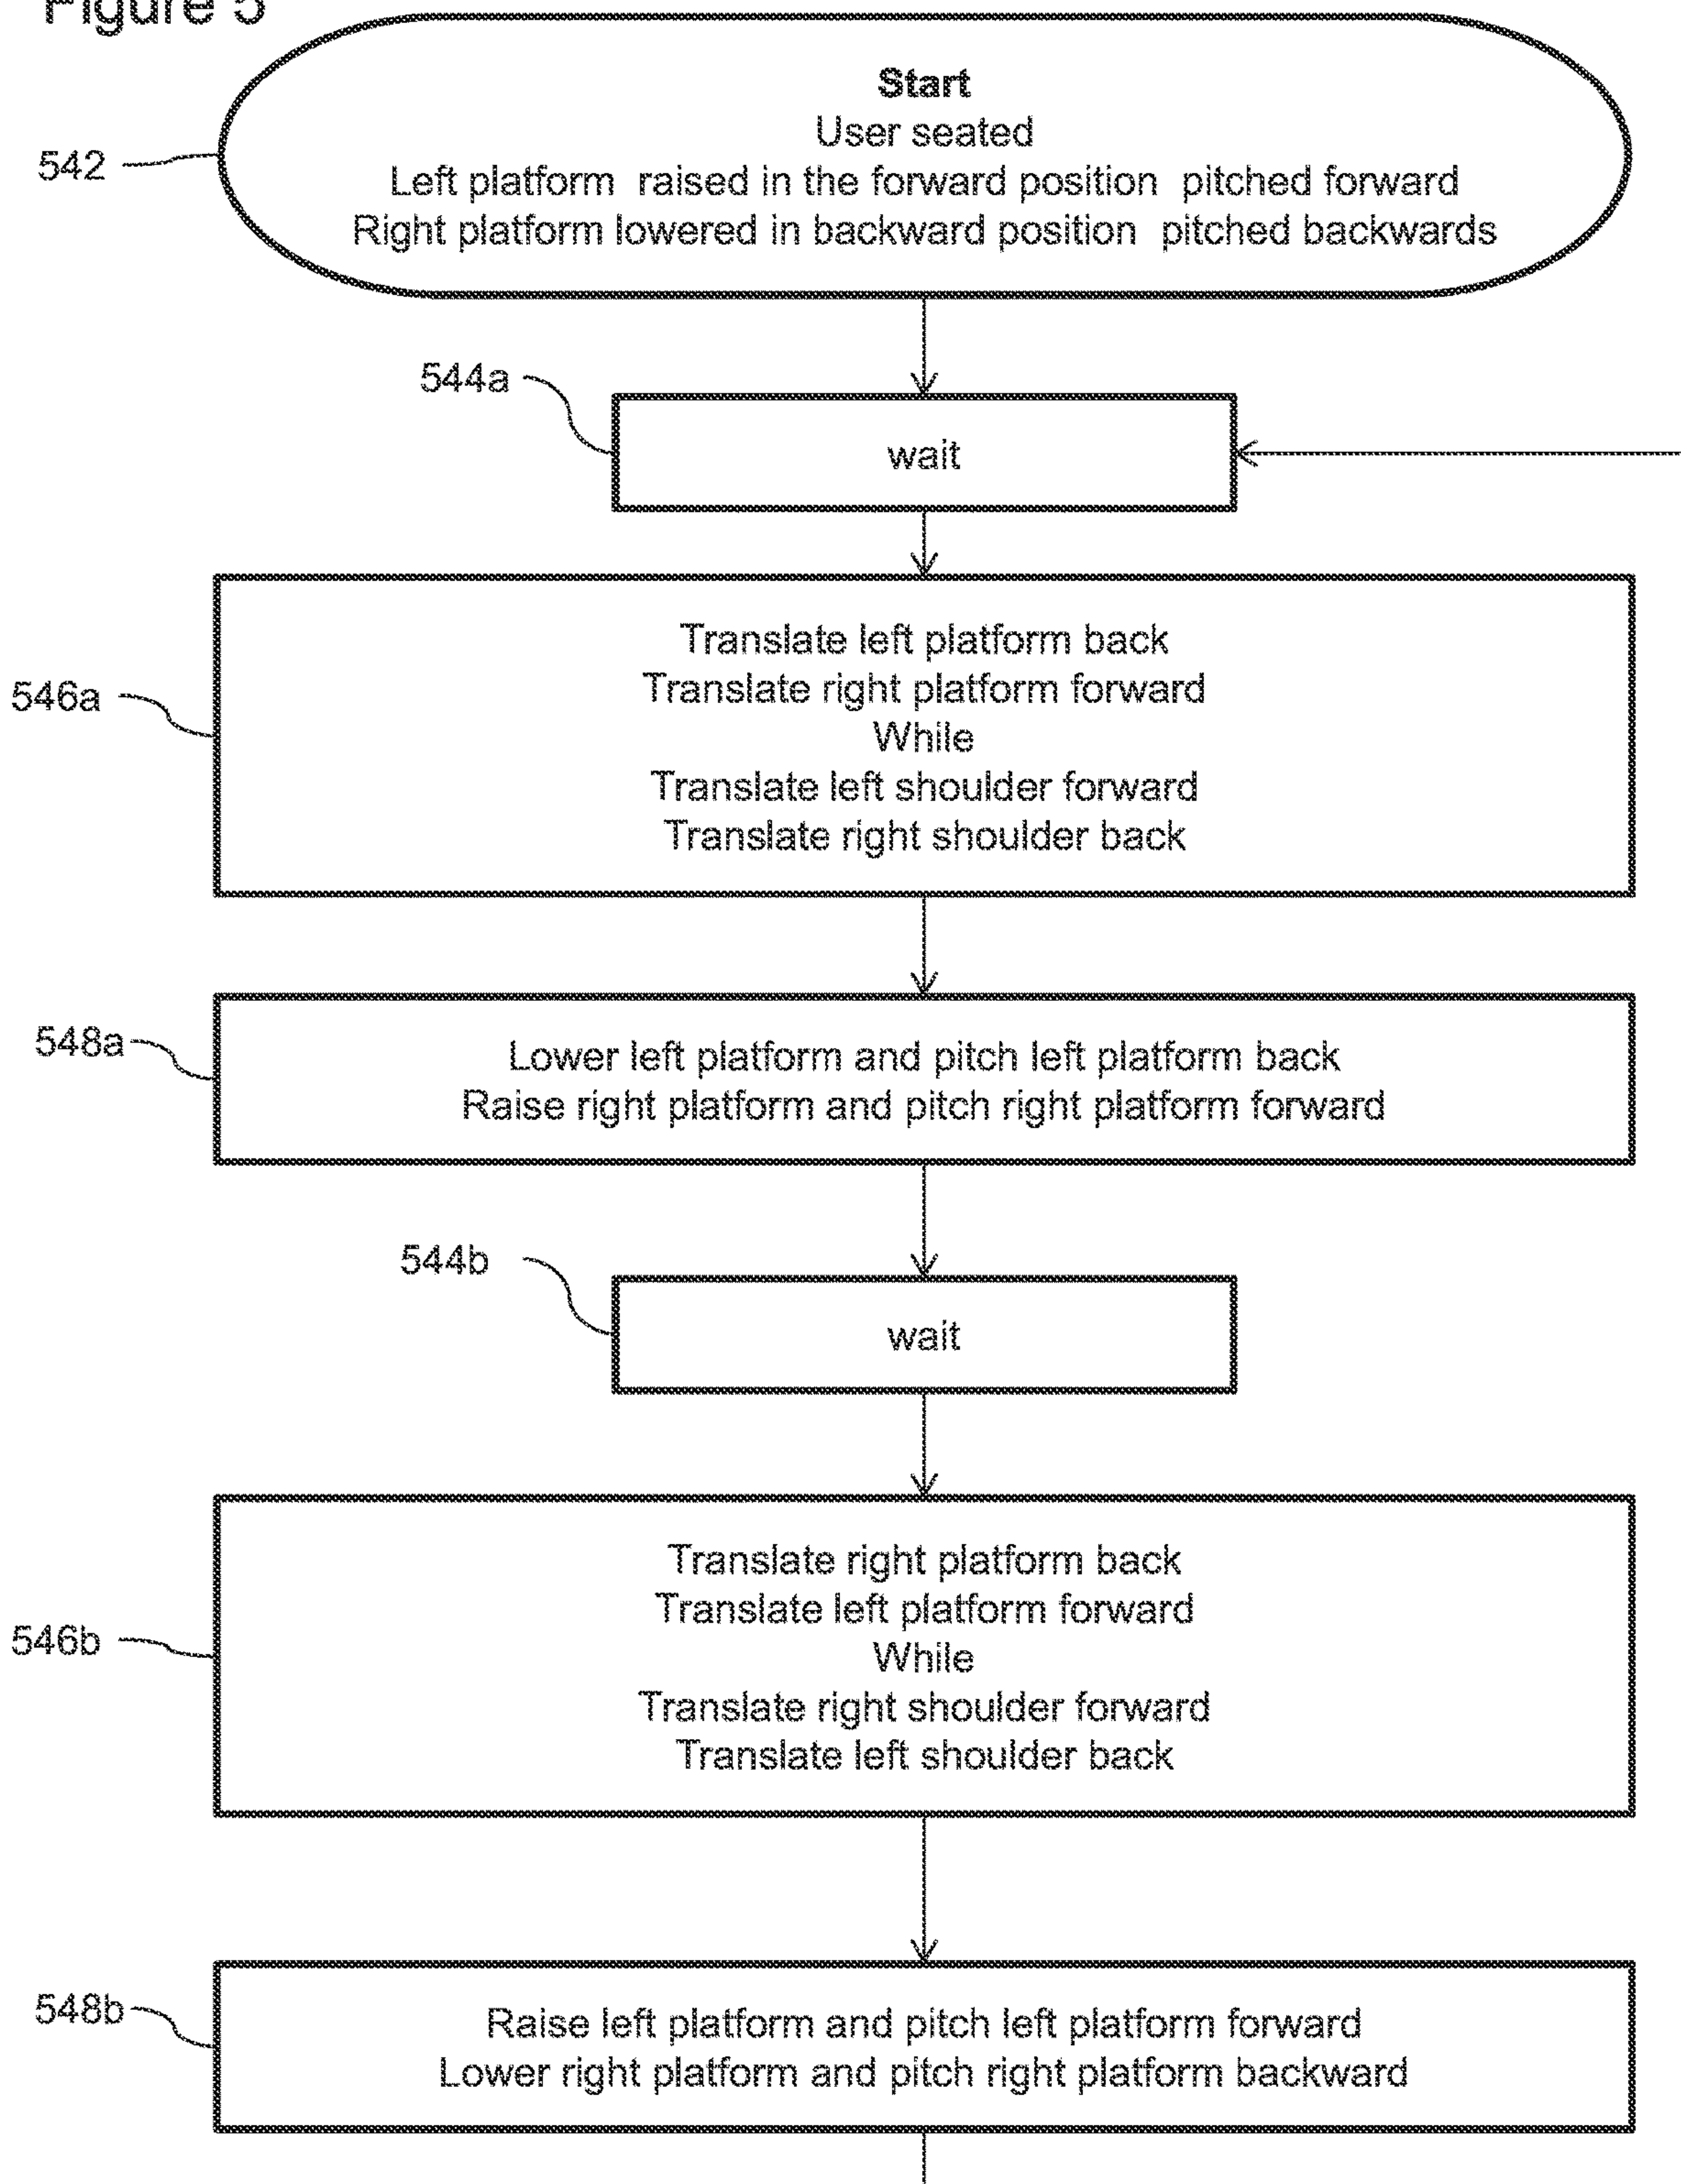 Figure 5
Start
User seated
542
Left platform raised in the forward position pitched forward
Right platform lowered in backward position pitched backwards
544a
wait
Translate left platform back
546a
Translate right platform forward
While
Translate left shoulder forward
Translate right shoulder back
548a
Lower left platform and pitch left platform back
Raise right platform and pitch right platform forward
544b
wait
Translate right platform back
Translate left platform forward
546b
While
Translate right shoulder forward
Translate left shoulder back
548b
Raise left platform and pitch left platform forward
Lower right platform and pitch right platform backward